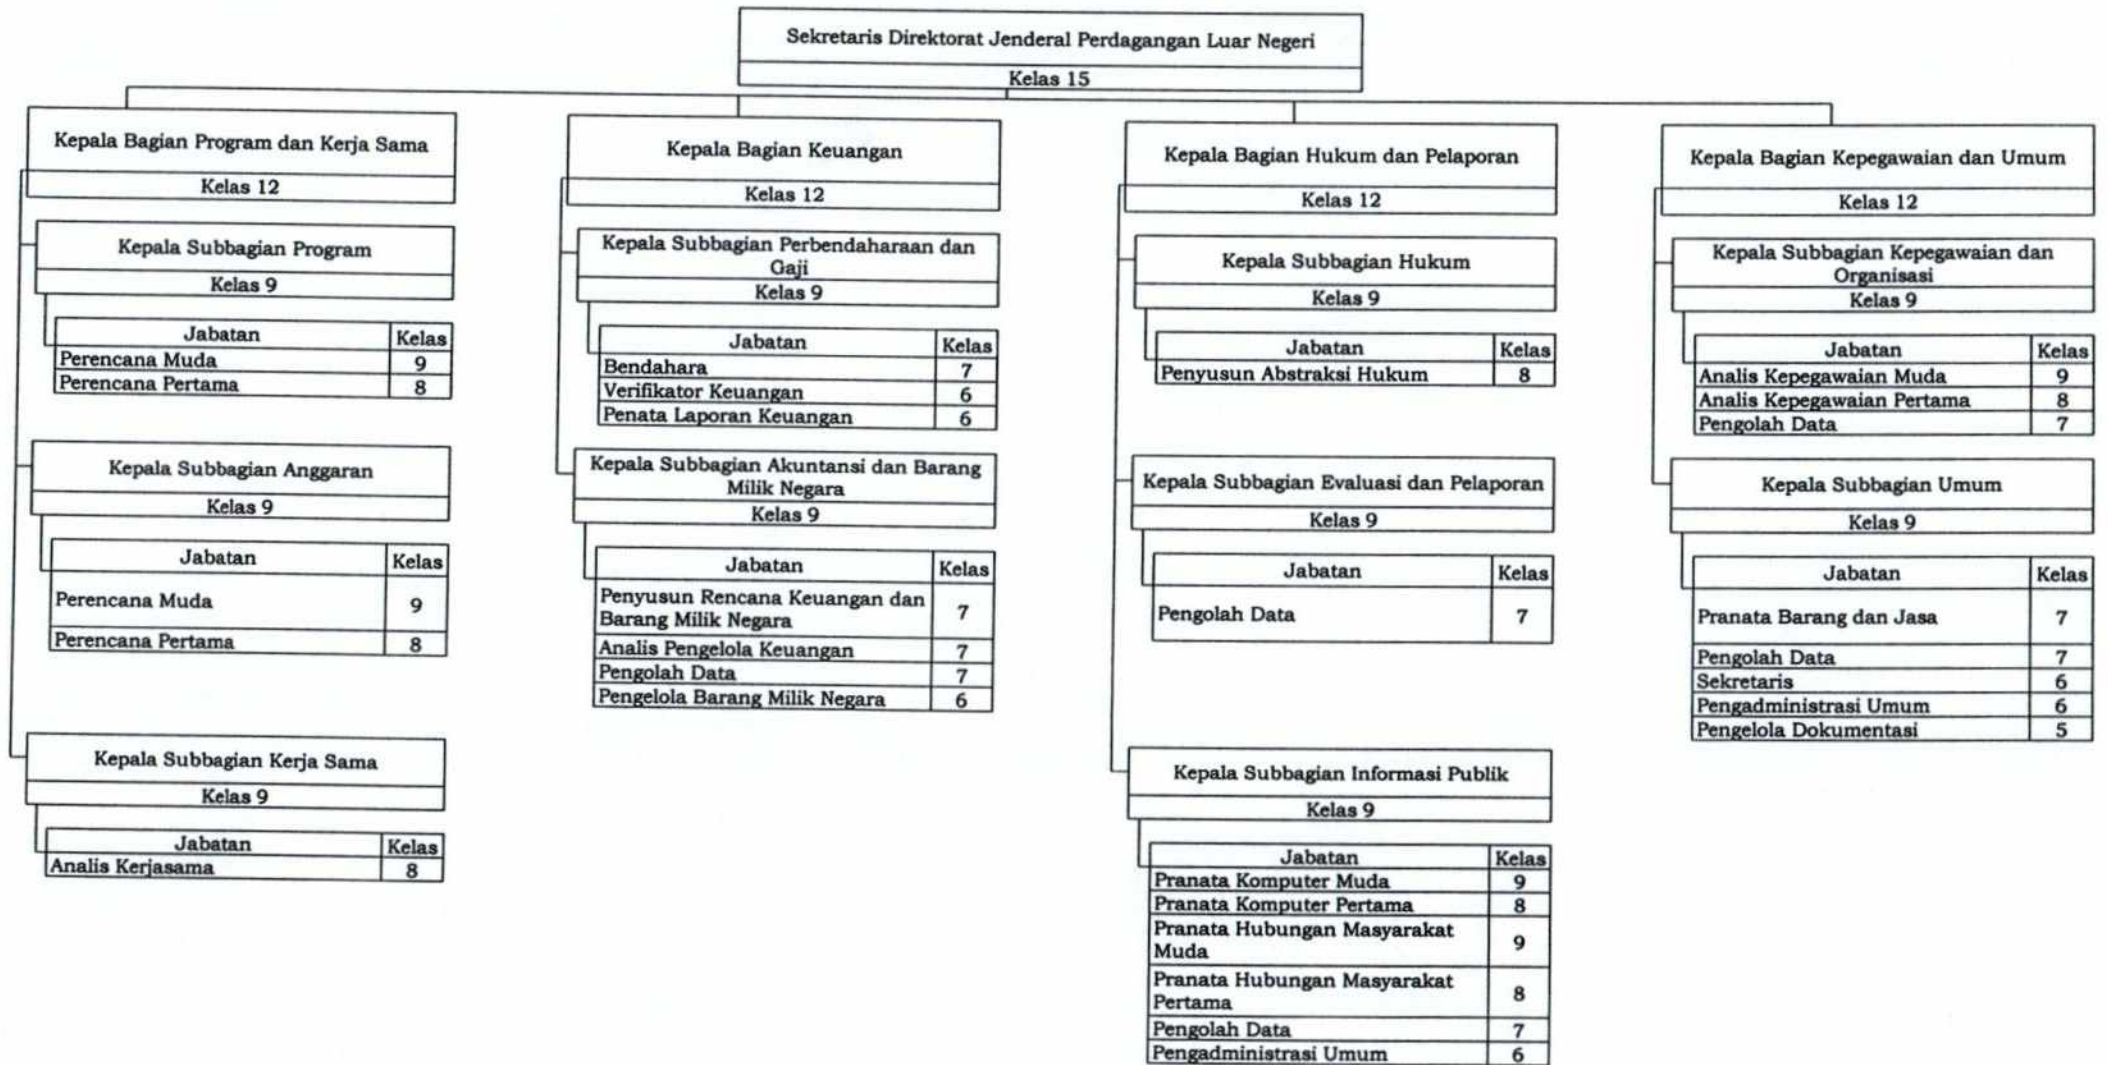 Sekretaris Direktorat Jenderal Perdagangan Luar Negeri
Kelas 15
Kepala Bagian Program dan Kerja Sama
Kelas 12
Kepala Subbagian Program
Kelas 9
Jabatan Kelas
Perencana Muda 9
Perencana Pertama 8
Kepala Subbagian Anggaran
Kelas 9
Jabatan Kelas
Perencana Muda 9
Perencana Pertama 8
Kepala Subbagian Kerja Sama
Kelas 9
Jabatan Kelas
Analis Kerjasama 8
Kepala Bagian Keuangan
Kelas 12
Kepala Subbagian Perbendaharaan dan
Gaji
Kelas 9
Jabatan Kelas
Bendahara 7
Verifikator Keuangan 6
Penata Laporan Keuangan 6
Kepala Subbagian Akuntansi dan Barang
Milik Negara
Kelas 9
Jabatan Kelas
Penyusun Rencana Keuangan dan
Barang Milik Negara 7
Analis Pengelola Keuangan 7
Pengolah Data 7
Pengelola Barang Milik Negara 6
Kepala Bagian Hukum dan Pelaporan
Kelas 12
Kepala Subbagian Hukum
Kelas 9
Jabatan Kelas
Penyusun Abstraksi Hukum 8
Kepala Subbagian Evaluasi dan Pelaporan
Kelas 9
Jabatan Kelas
Pengolah Data 7
Kepala Subbagian Informasi Publik
Kelas 9
Jabatan Kelas
Pranata Komputer Muda 9
Pranata Komputer Pertama 8
Pranata Hubungan Masyarakat
Muda 9
Pranata Hubungan Masyarakat
Pertama 8
Pengolah Data 7
Pengadministrasi Umum 6
Kepala Bagian Kepegawaian dan Umum
Kelas 12
Kepala Subbagian Kepegawaian dan
Organisasi
Kelas 9
Jabatan Kelas
Analis Kepegawaian Muda 9
Analis Kepegawaian Pertama 8
Pengolah Data 7
Kepala Subbagian Umum
Kelas 9
Jabatan Kelas
Pranata Barang dan Jasa 7
Pengolah Data 7
Sekretaris 6
Pengadministrasi Umum 6
Pengelola Dokumentasi 5